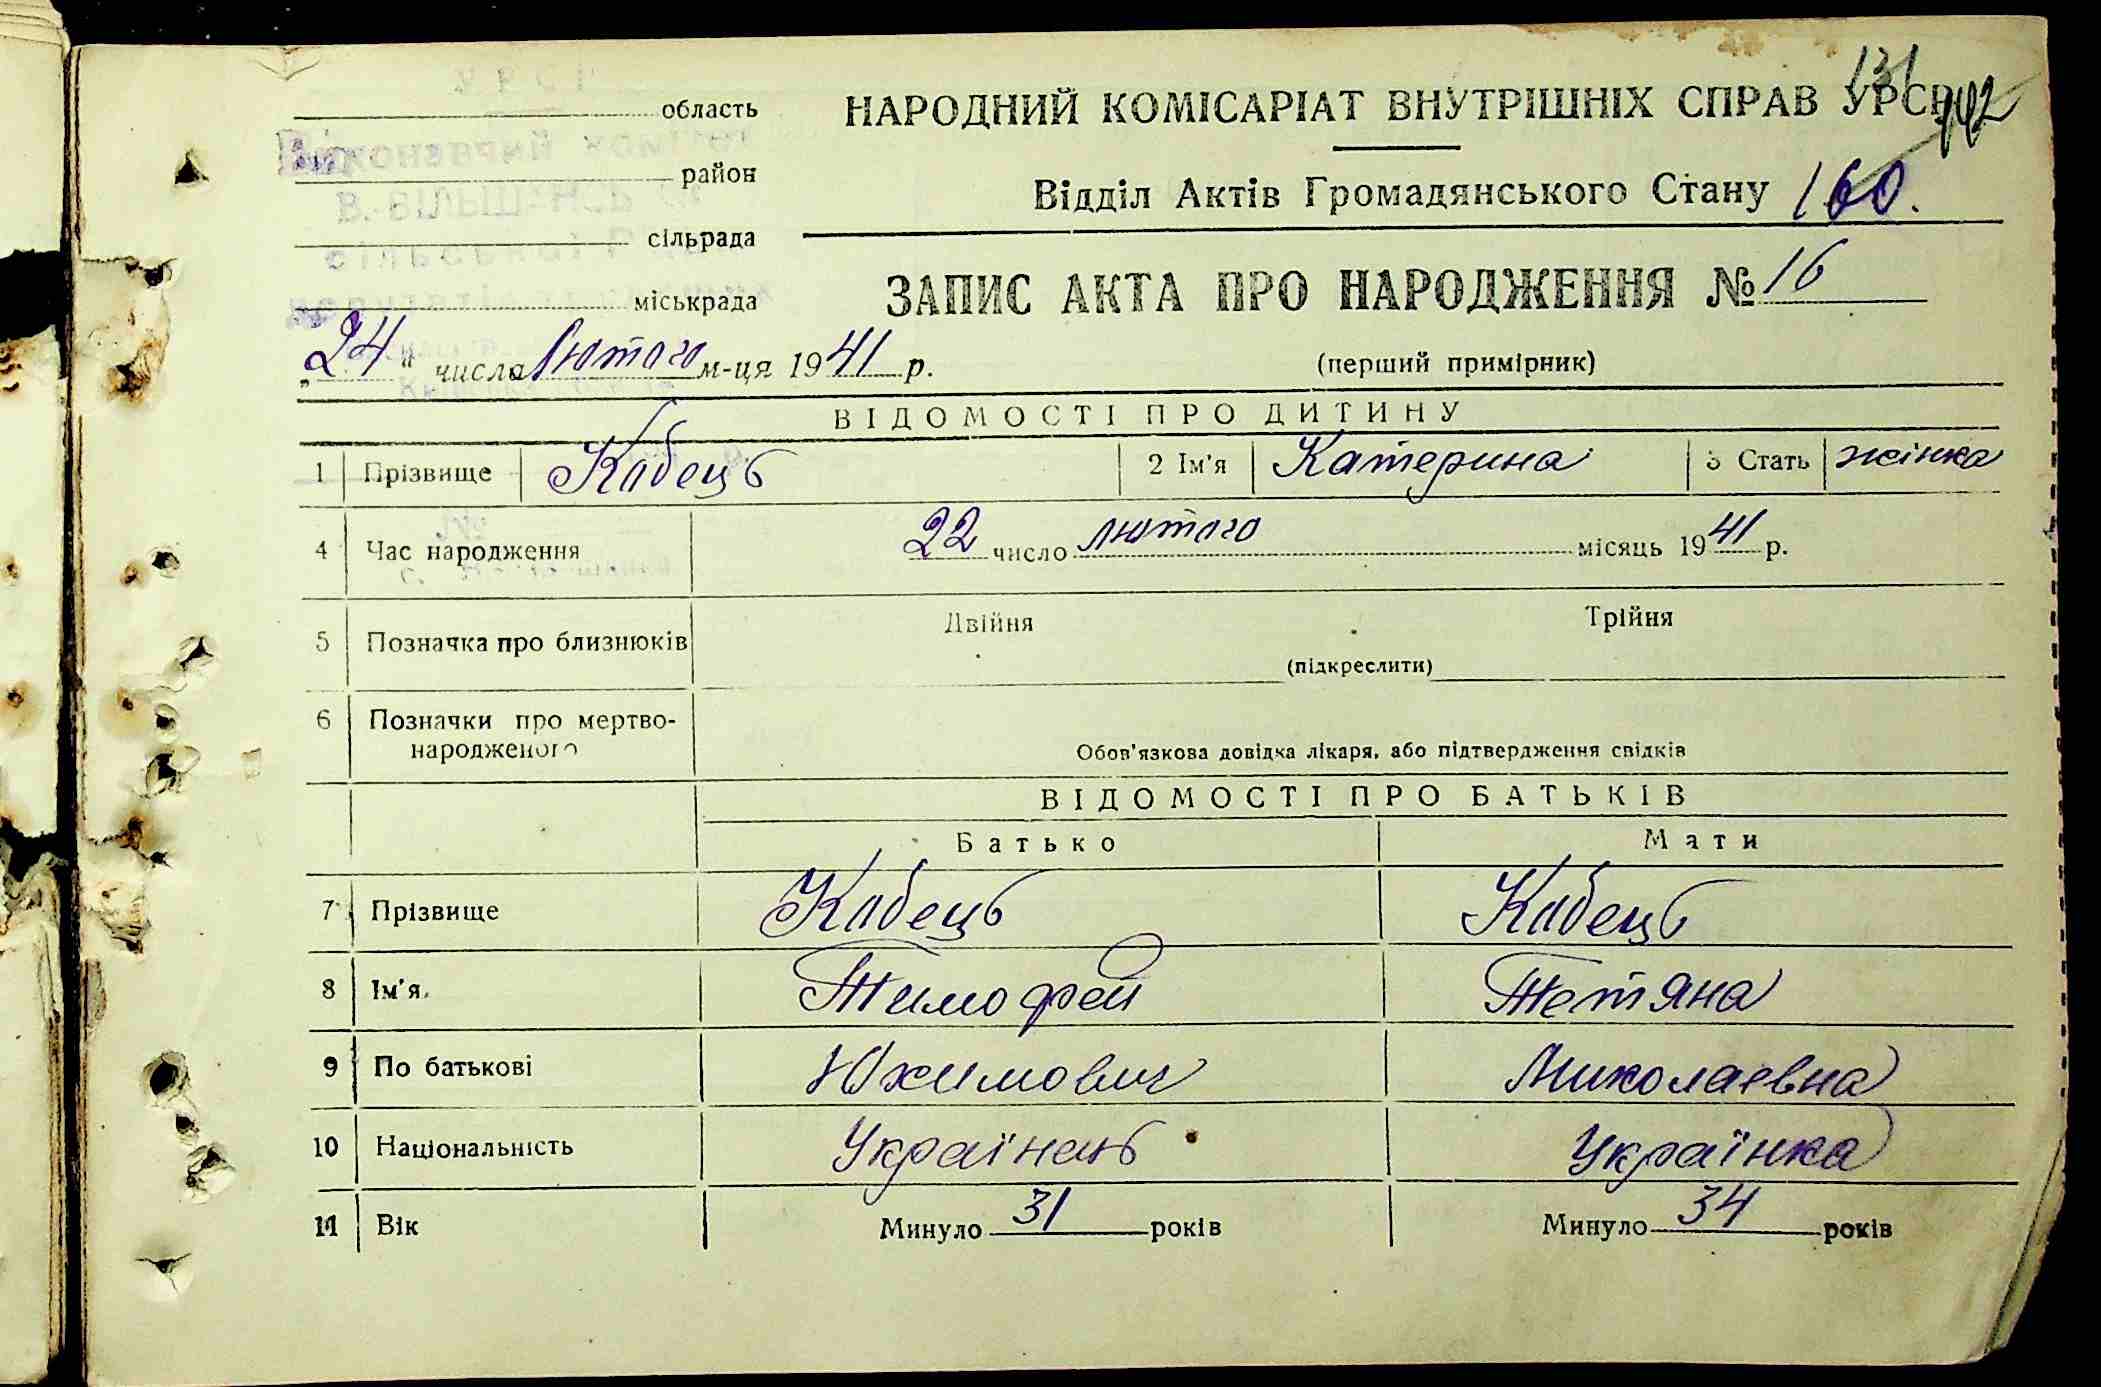 область
район
сільрада
міськрада
НАРОДНИЙ КОМІСАРІАТ ВНУТРІШНІХ СПРАВ УРСР
131
142
Відділ Актів Громадянського Стану 160.
ЗАПИС АКТА ПРО НАРОДЖЕННЯ № 16
(перший примірник)
„24“ числа Лютого м-ця 1941 р.
ВІДОМОСТІ ПРО ДИТИНУ
1 Прізвище Кабець 2 Ім'я Катерина 3 Стать жінка
4 Час народження 22 число лютого місяць 1941 р.
5 Позначка про близнюків Двійня Трійня
(підкреслити)
6 Позначки про мертво-
народженого Обов'язкова довідка лікаря, або підтвердження свідків
ВІДОМОСТІ ПРО БАТЬКІВ
Батько Мати
7 Прізвище Кабець Кабець
8 Ім'я Тимофей Тетяна
9 По батькові Юхимович Миколаевна
10 Національність Українець Українка
11 Вік Минуло 31 років Минуло 34 років